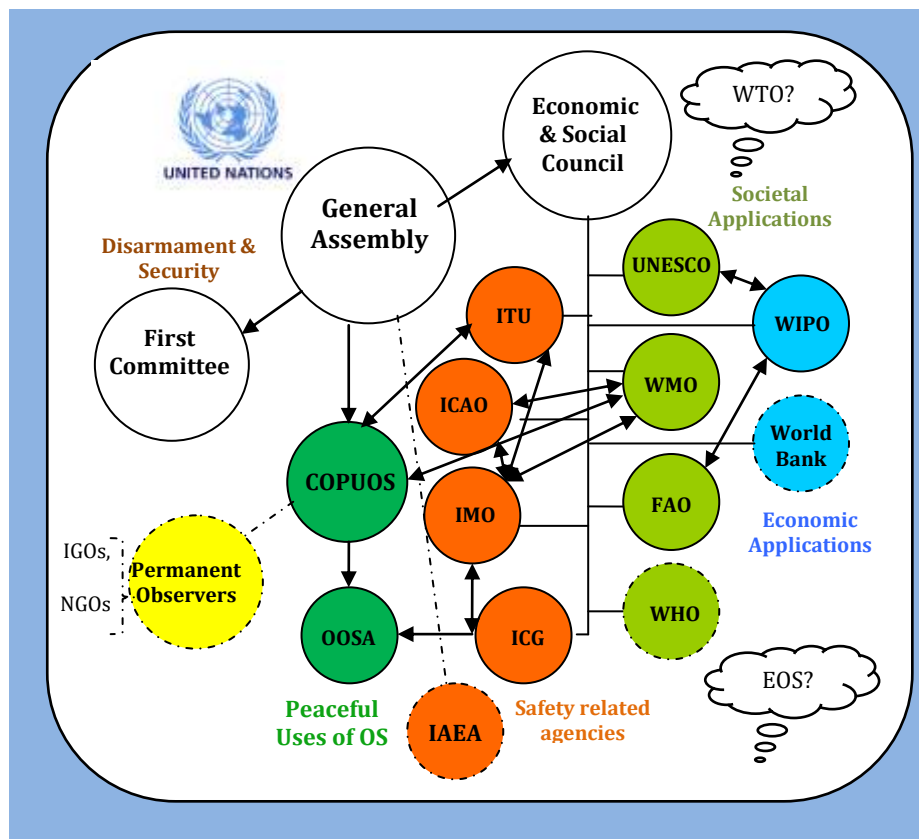 UNITED NATIONS
Economic
& Social
Council
WTO?
Societal
Applications
General
Assembly
Disarmament &
Security
First
Committee
UNESCO
ITU
WIPO
WMO
ICAO
World
Bank
COPUOS
IMO
FAO
Economic
Applications
IGOs,
NGOs
Permanent
Observers
OOSA
ICG
WHO
EOS?
Peaceful
Uses of OS
IAEA
Safety related
agencies